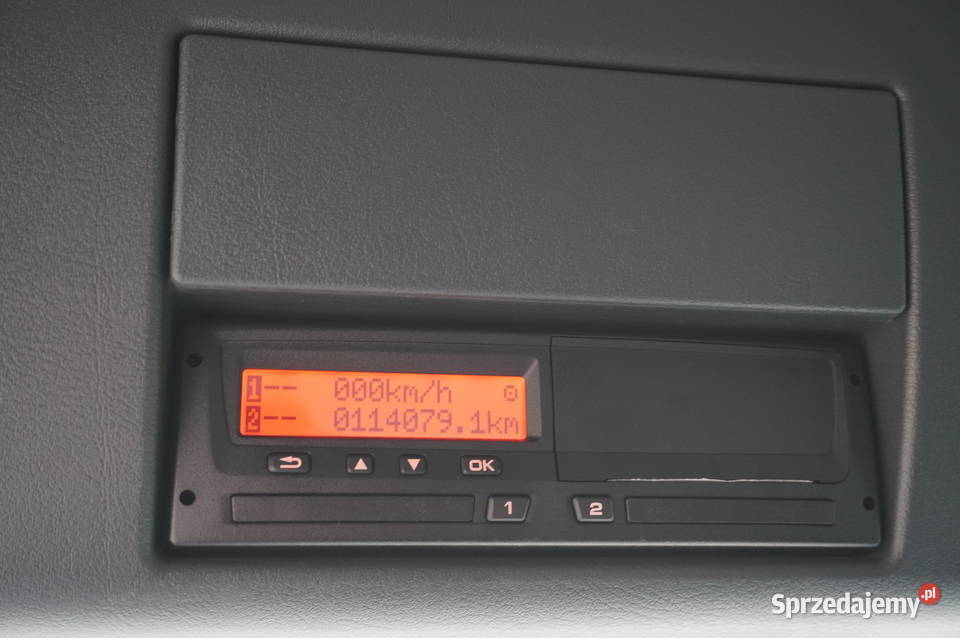 1-- 000km/h
2-- 0114079.1km
OK
1 2
Sprzedajemy.pl